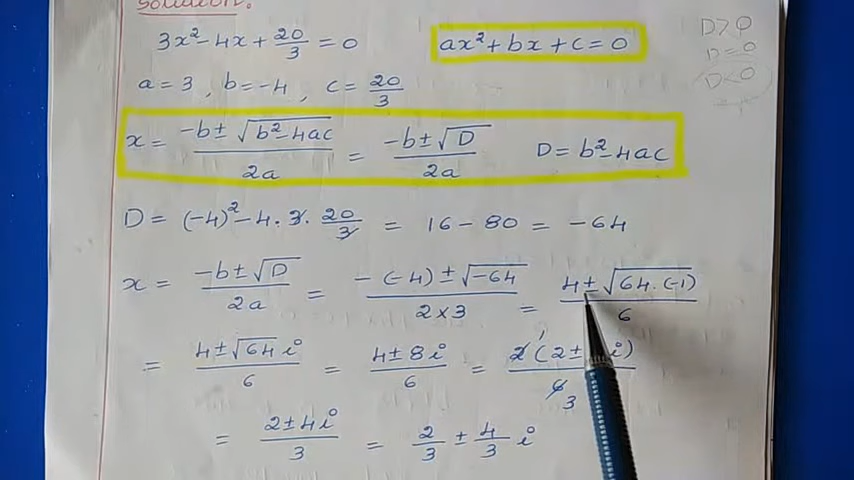 Solution:
3x² - 4x + 20/3 = 0 ax² + bx + c = 0
D > 0
D = 0
D < 0
a = 3 , b = -4 , c = 20/3
x = (-b ± √(b² - 4ac))/2a = (-b ± √D)/2a D = b² - 4ac
D = (-4)² - 4 . 3 . 20/3 = 16 - 80 = -64
x = (-b ± √D)/2a = (-(-4) ± √-64)/(2 × 3) = (4 ± √(64 . (-1)))/6
= (4 ± √64 i)/6 = (4 ± 8i)/6 = 2¹(2 ± i)/6 3
= (2 ± 4i)/3 = 2/3 ± 4/3 i